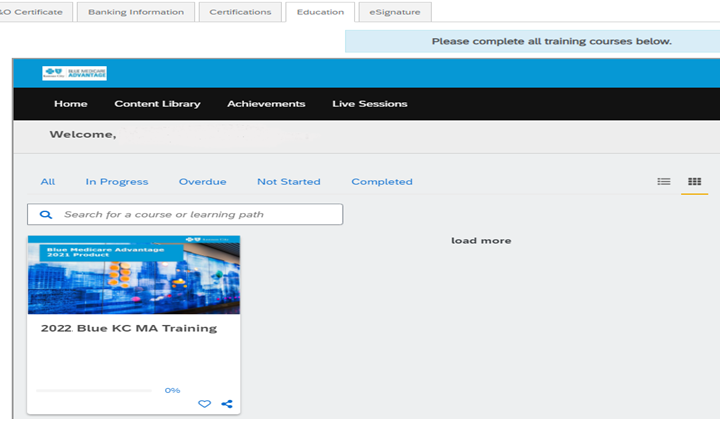 &O Certificate
Banking Information
Certifications
Education
eSignature
Please complete all training courses below.
BLUE MEDICARE
ADVANTAGE
Home
Content Library
Achievements
Live Sessions
Welcome,
All
In Progress
Overdue
Not Started
Completed
Search for a course or learning path
load more
Blue Medicare Advantage
2021 Product
2022 Blue KC MA Training
0%